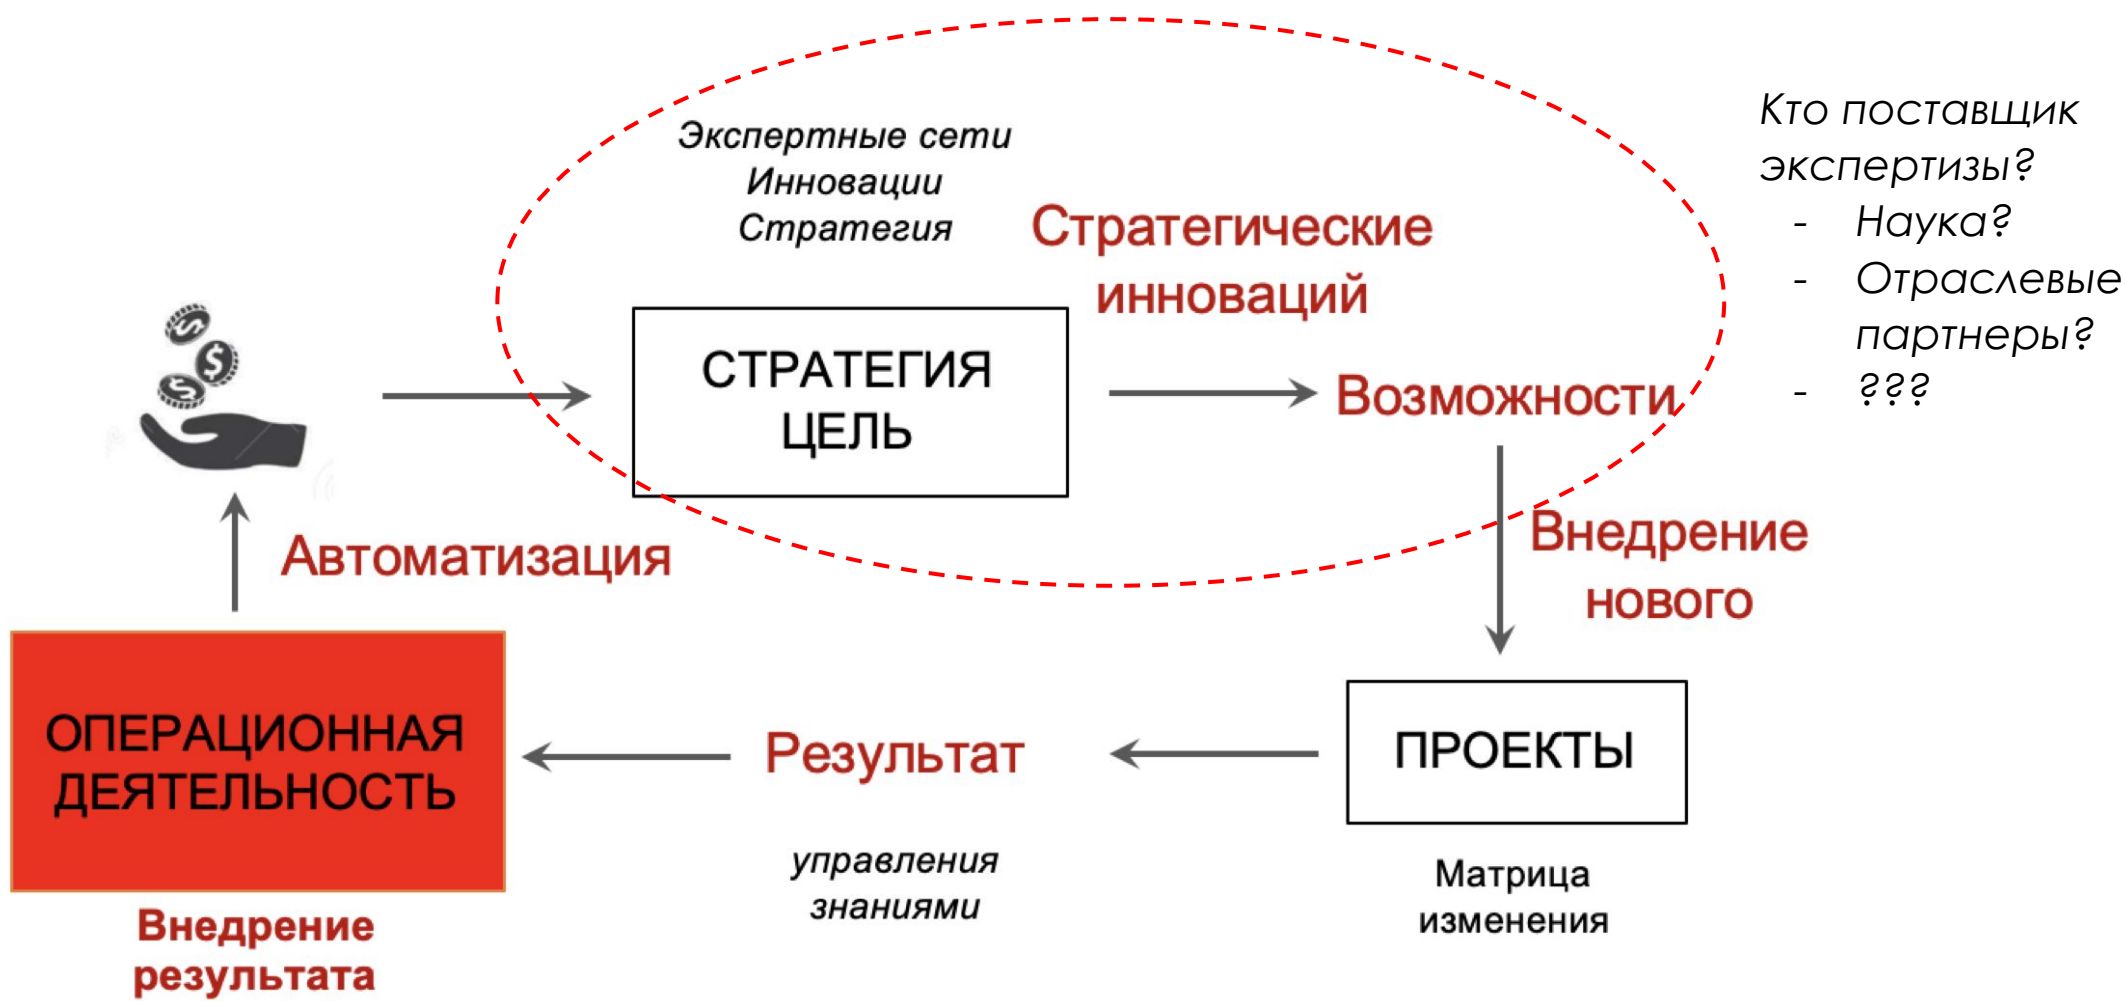 Экспертные сети
Инновации
Стратегия
Стратегические
инноваций
Кто поставщик
экспертизы?
- Наука?
- Отраслевые
партнеры?
- ???
СТРАТЕГИЯ
ЦЕЛЬ
Возможности
Автоматизация
Внедрение
нового
ОПЕРАЦИОННАЯ
ДЕЯТЕЛЬНОСТЬ
Результат
ПРОЕКТЫ
управления
знаниями
Матрица
изменения
Внедрение
результата